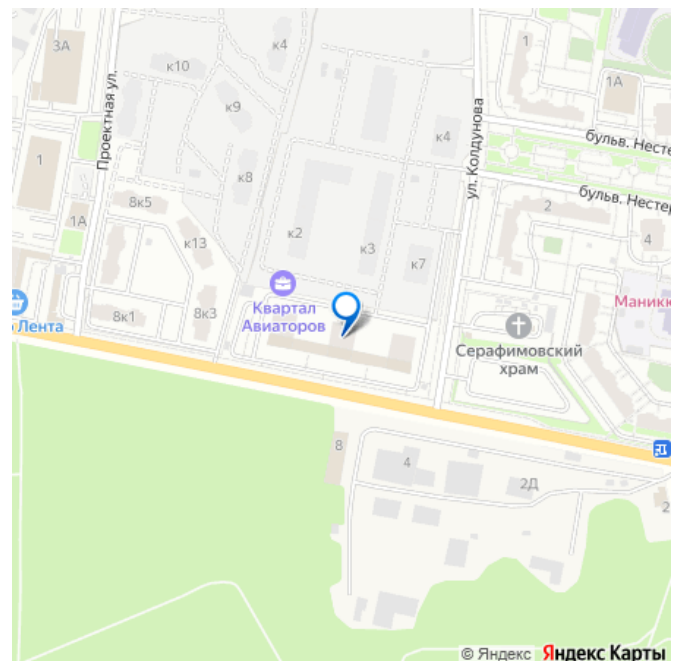 3А
к4
1
к10
1А
Проектная ул.
к9
ул. Колдунова
к4
бульв. Несте
1
к8
бульв. Нестер
8к5
2
1А
к2
к13
к3
4
к7
Квартал
Авиаторов
Маник
Лента
8к1
8к3
Серафимовский
храм
8
4
2Д
2
© Яндекс Яндекс Карты